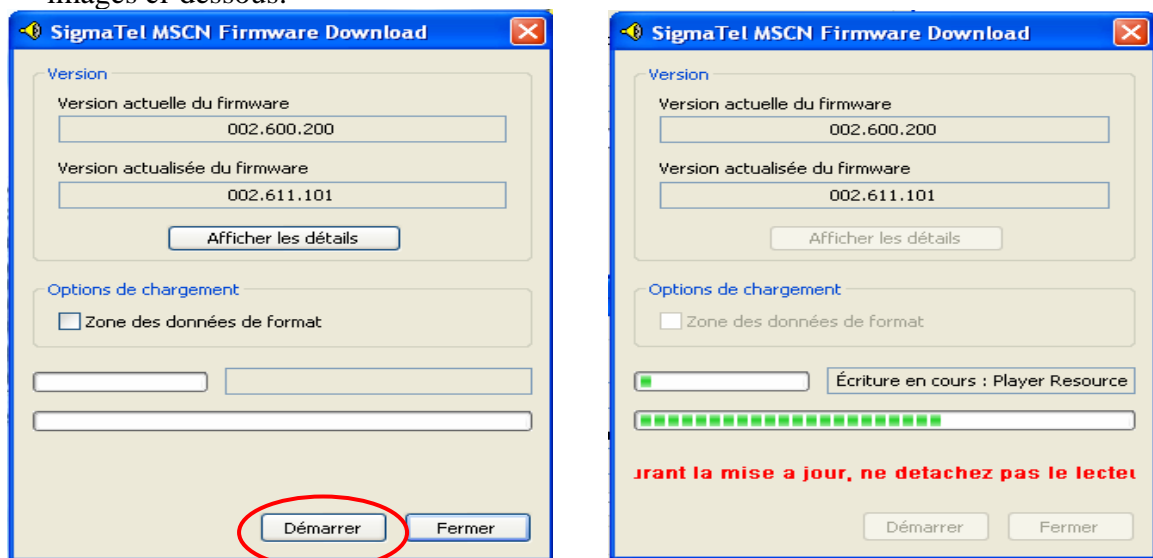 images ci-dessous.
SigmaTel MSCN Firmware Download
Version
Version actuelle du firmware
002.600.200
Version actualisée du firmware
002.611.101
Afficher les détails
Options de chargement
Zone des données de format
Démarrer
Fermer
SigmaTel MSCN Firmware Download
Version
Version actuelle du firmware
002.600.200
Version actualisée du firmware
002.611.101
Afficher les détails
Options de chargement
Zone des données de format
Écriture en cours : Player Resource
urant la mise a jour, ne detachez pas le lecteu
Démarrer
Fermer